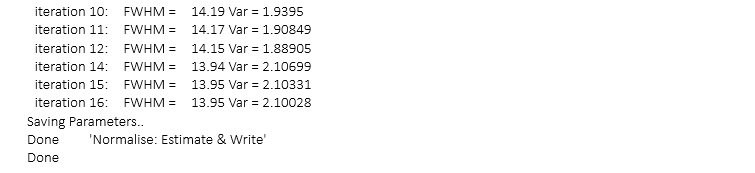 iteration 10: FWHM = 14.19 Var = 1.9395
iteration 11: FWHM = 14.17 Var = 1.90849
iteration 12: FWHM = 14.15 Var = 1.88905
iteration 14: FWHM = 13.94 Var = 2.10699
iteration 15: FWHM = 13.95 Var = 2.10331
iteration 16: FWHM = 13.95 Var = 2.10028
Saving Parameters..
Done 'Normalise: Estimate & Write'
Done